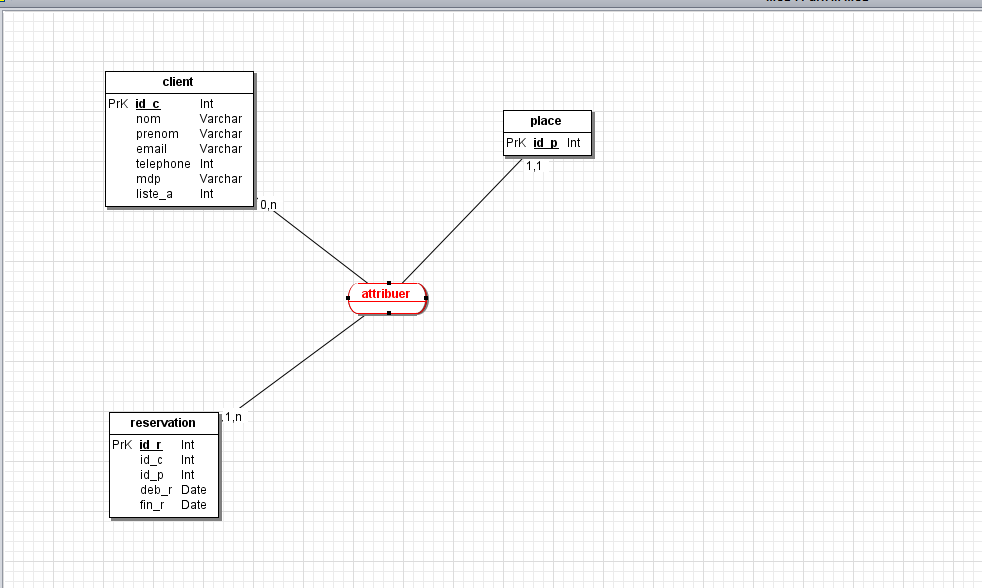 client
PrK id_c Int
nom Varchar
prenom Varchar
email Varchar
telephone Int
mdp Varchar
liste_a Int
0,n
place
PrK id_p Int
1,1
attribuer
1,n
reservation
PrK id_r Int
id_c Int
id_p Int
deb_r Date
fin_r Date